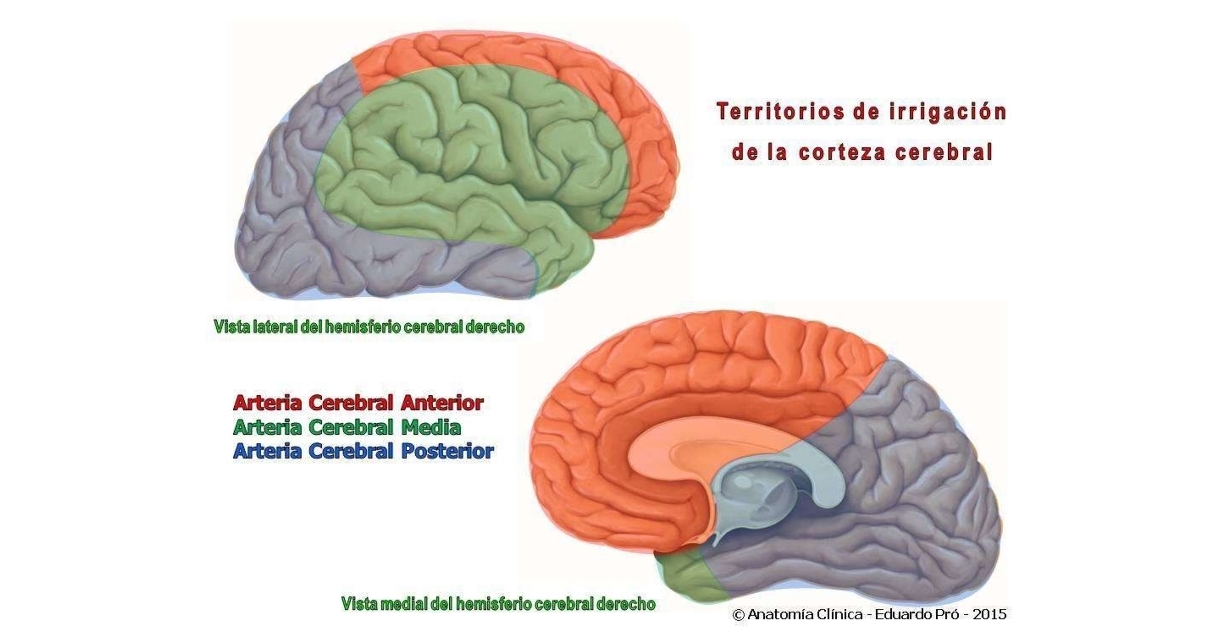 Territorios de irrigación
de la corteza cerebral
Vista lateral del hemisferio cerebral derecho
Arteria Cerebral Anterior
Arteria Cerebral Media
Arteria Cerebral Posterior
Vista medial del hemisferio cerebral derecho
© Anatomía Clínica - Eduardo Pró - 2015